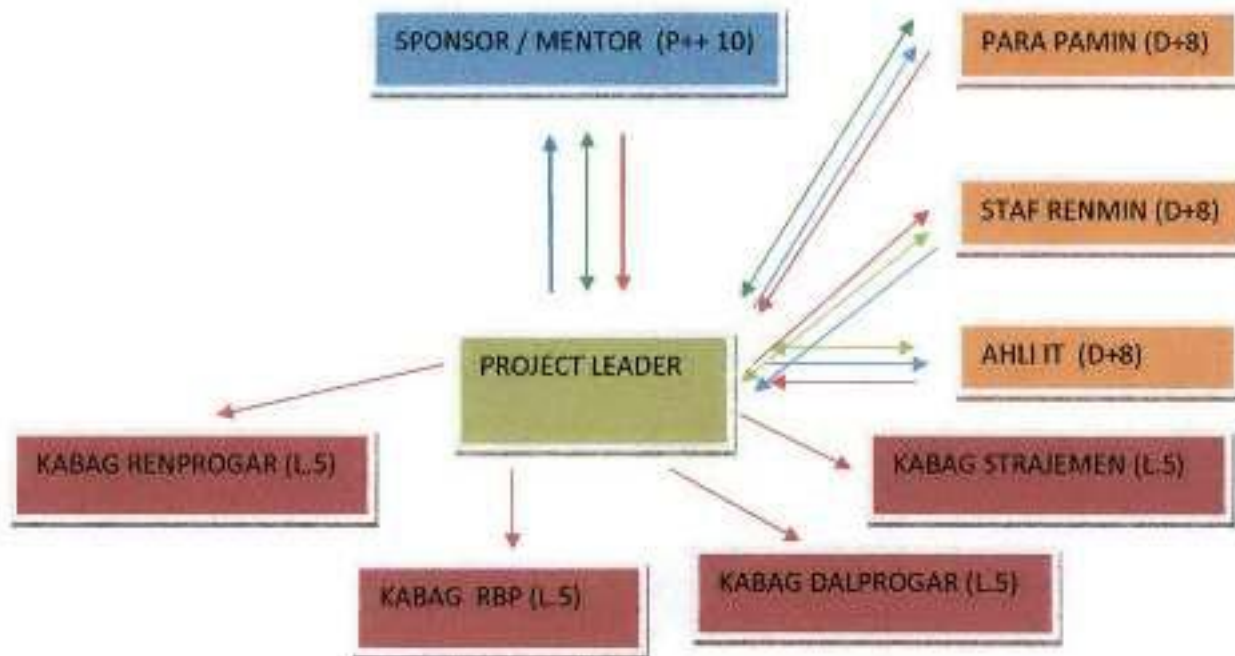 SPONSOR / MENTOR (P++ 10)
PARA PAMIN (D+8)
STAF RENMIN (D+8)
AHLI IT (D+8)
PROJECT LEADER
KABAG RENPROGAR (L.5)
KABAG STRAJEMEN (L.5)
KABAG RBP (L.5)
KABAG DALPROGAR (L.5)